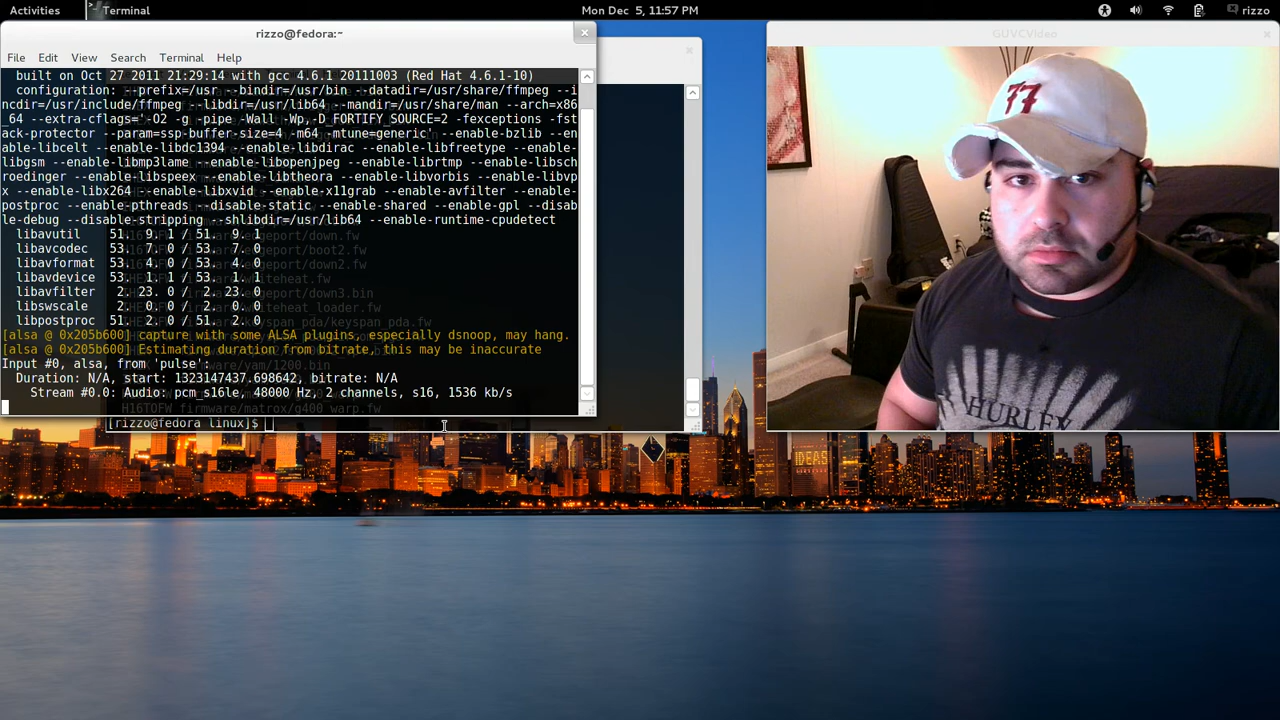 Activities
Terminal
Mon Dec 5, 11:57 PM
rizzo
rizzo@fedora:~
File Edit View Search Terminal Help
built on Oct 27 2011 21:29:14 with gcc 4.6.1 20111003 (Red Hat 4.6.1-10)
configuration: --prefix=/usr --bindir=/usr/bin --datadir=/usr/share/ffmpeg --i
ncdir=/usr/include/ffmpeg --libdir=/usr/lib64 --mandir=/usr/share/man --arch=x86
_64 --extra-cflags='-O2 -g -pipe -Wall -Wp,-D_FORTIFY_SOURCE=2 -fexceptions -fst
ack-protector --param=ssp-buffer-size=4 -m64 -mtune=generic' --enable-bzlib --en
able-libcelt --enable-libdc1394 --enable-libdirac --enable-libfreetype --enable-
libgsm --enable-libmp3lame --enable-libopenjpeg --enable-librtmp --enable-libsch
roedinger --enable-libspeex --enable-libtheora --enable-libvorbis --enable-libvp
x --enable-libx264 --enable-libxvid --enable-x11grab --enable-avfilter --enable-
postproc --enable-pthreads --disable-static --enable-shared --enable-gpl --disab
le-debug --disable-stripping --shlibdir=/usr/lib64 --enable-runtime-cpudetect
libavutil 51. 9. 1 / 51. 9. 1
libavcodec 53. 7. 0 / 53. 7. 0
libavformat 53. 4. 0 / 53. 4. 0
libavdevice 53. 1. 1 / 53. 1. 1
libavfilter 2. 23. 0 / 2. 23. 0
libswscale 2. 0. 0 / 2. 0. 0
libpostproc 51. 2. 0 / 51. 2. 0
[alsa @ 0x205b600] capture with some ALSA plugins, especially dsnoop, may hang.
[alsa @ 0x205b600] Estimating duration from bitrate, this may be inaccurate
Input #0, alsa, from 'pulse':
Duration: N/A, start: 1323147437.698642, bitrate: N/A
Stream #0.0: Audio: pcm_s16le, 48000 Hz, 2 channels, s16, 1536 kb/s
H16TOFW firmware/matrox/g400_warp.fw
[rizzo@fedora linux]$
GUVCVideo
77
HURLEY
IDEAS